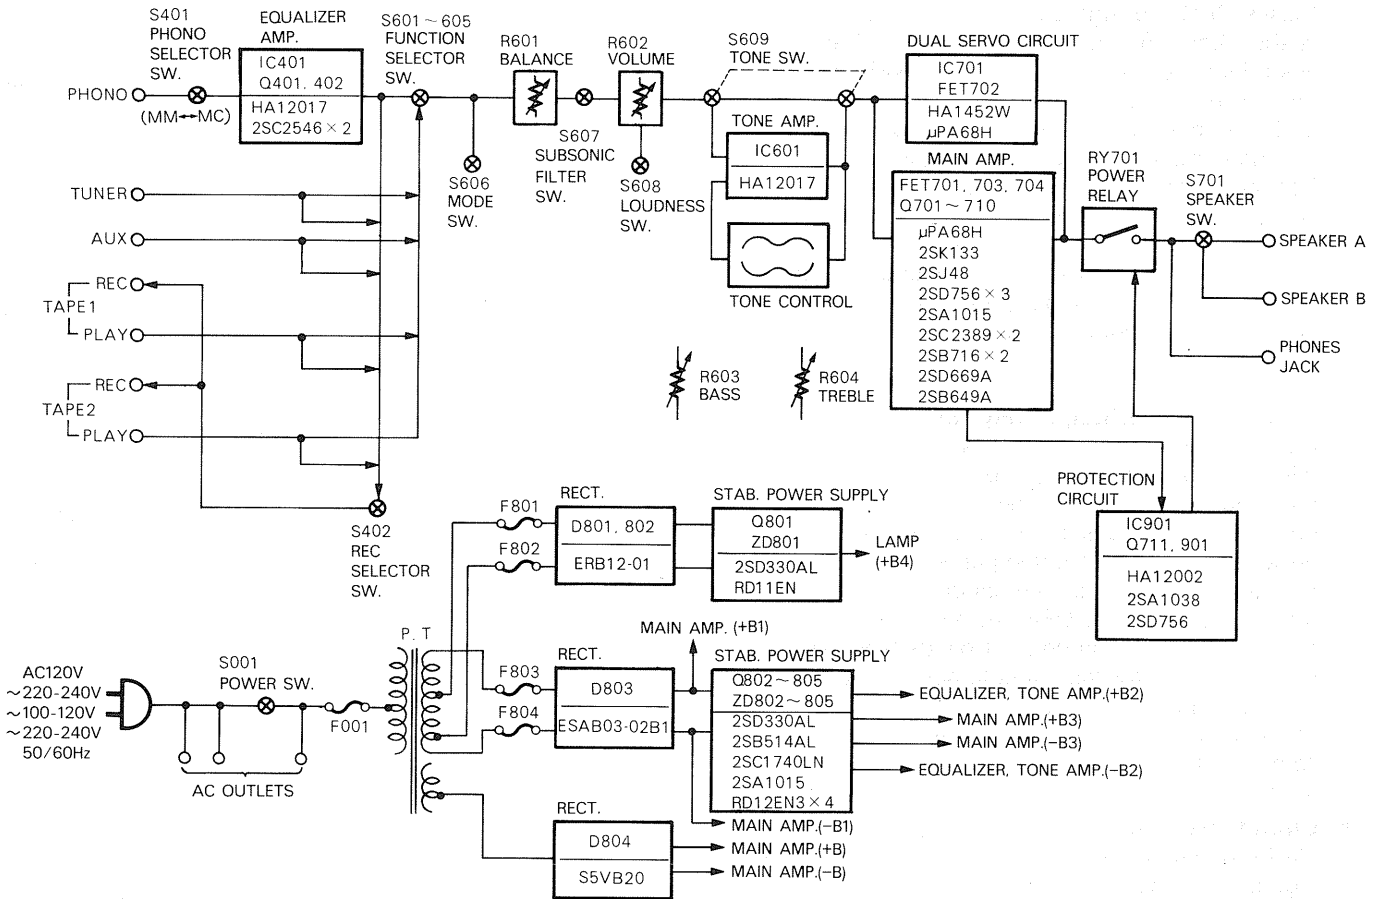 S401
PHONO
SELECTOR
SW.
EQUALIZER
AMP.
IC401
Q401, 402
HA12017
2SC2546×2
PHONO
(MM↔MC)
S601~605
FUNCTION
SELECTOR
SW.
R601
BALANCE
R602
VOLUME
S609
TONE SW.
DUAL SERVO CIRCUIT
IC701
FET702
HA1452W
μPA68H
S606
MODE
SW.
S607
SUBSONIC
FILTER
SW.
S608
LOUDNESS
SW.
TONE AMP.
IC601
HA12017
TONE CONTROL
MAIN AMP.
FET701, 703, 704
Q701~710
μPA68H
2SK133
2SJ48
2SD756×3
2SA1015
2SC2389×2
2SB716×2
2SD669A
2SB649A
RY701
POWER
RELAY
S701
SPEAKER
SW.
SPEAKER A
SPEAKER B
PHONES
JACK
TUNER
AUX
REC
TAPE1
PLAY
REC
TAPE2
PLAY
R603
BASS
R604
TREBLE
S402
REC
SELECTOR
SW.
PROTECTION
CIRCUIT
IC901
Q711, 901
HA12002
2SA1038
2SD756
F801
F802
RECT.
D801, 802
ERB12-01
STAB. POWER SUPPLY
Q801
ZD801
2SD330AL
RD11EN
LAMP
(+B4)
AC120V
~220-240V
~100-120V
~220-240V
50/60Hz
S001
POWER SW.
F001
AC OUTLETS
P. T
F803
F804
RECT.
D803
ESAB03-02B1
MAIN AMP. (+B1)
STAB. POWER SUPPLY
Q802~805
ZD802~805
2SD330AL
2SB514AL
2SC1740LN
2SA1015
RD12EN3×4
EQUALIZER, TONE AMP.(+B2)
MAIN AMP.(+B3)
MAIN AMP.(−B3)
EQUALIZER, TONE AMP.(−B2)
MAIN AMP.(−B1)
RECT.
D804
S5VB20
MAIN AMP.(+B)
MAIN AMP.(−B)